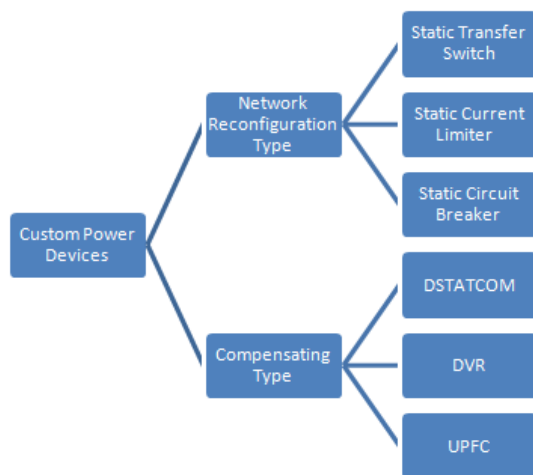 Static Transfer
Switch
Network
Reconfiguration
Type
Static Current
Limiter
Static Circuit
Breaker
Custom Power
Devices
DSTATCOM
Compensating
Type
DVR
UPFC